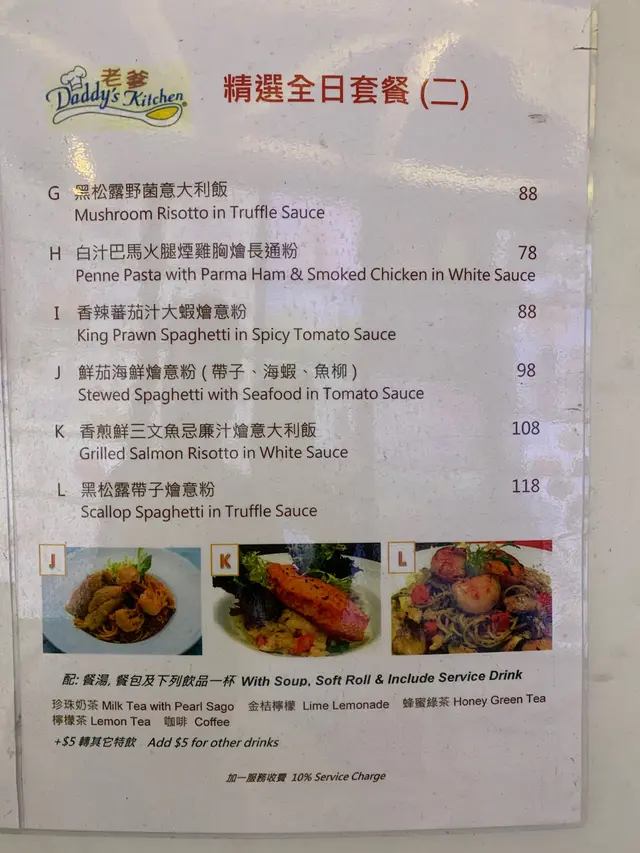 老爹
Daddy's Kitchen
精選全日套餐 (二)
G 黑松露野菌意大利飯 88
Mushroom Risotto in Truffle Sauce
H 白汁巴馬火腿煙雞胸燴長通粉 78
Penne Pasta with Parma Ham & Smoked Chicken in White Sauce
I 香辣蕃茄汁大蝦燴意粉 88
King Prawn Spaghetti in Spicy Tomato Sauce
J 鮮茄海鮮燴意粉 ( 帶子、海蝦、魚柳 ) 98
Stewed Spaghetti with Seafood in Tomato Sauce
K 香煎鮮三文魚忌廉汁燴意大利飯 108
Grilled Salmon Risotto in White Sauce
L 黑松露帶子燴意粉 118
Scallop Spaghetti in Truffle Sauce
J K L
配: 餐湯, 餐包及下列飲品一杯 With Soup, Soft Roll & Include Service Drink
珍珠奶茶 Milk Tea with Pearl Sago 金桔檸檬 Lime Lemonade 蜂蜜綠茶 Honey Green Tea
檸檬茶 Lemon Tea 咖啡 Coffee
+$5 轉其它特飲 Add $5 for other drinks
加一服務收費 10% Service Charge